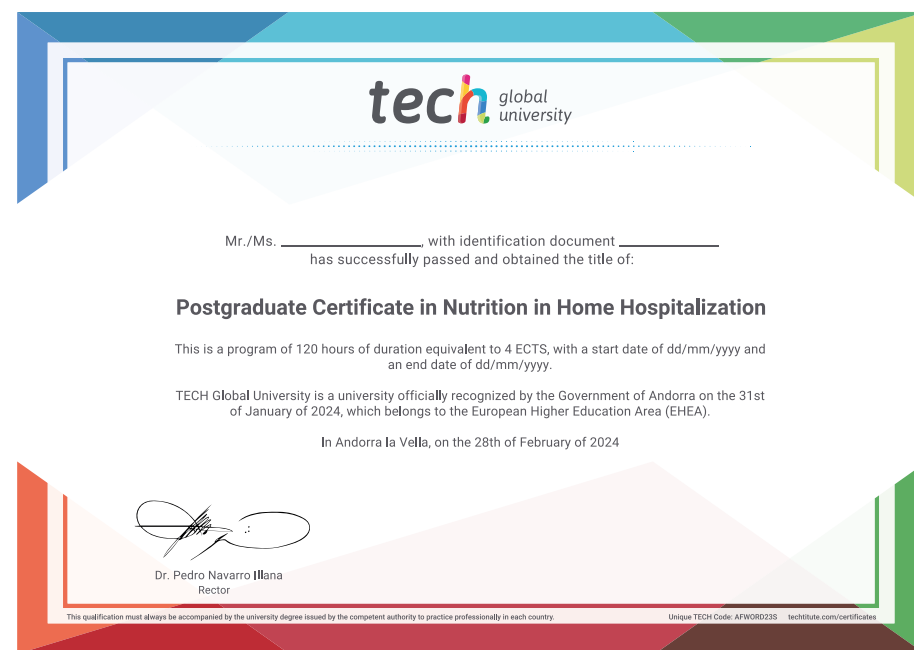 tech global university
Mr./Ms. ____________, with identification document ____________
has successfully passed and obtained the title of:
Postgraduate Certificate in Nutrition in Home Hospitalization
This is a program of 120 hours of duration equivalent to 4 ECTS, with a start date of dd/mm/yyyy and
an end date of dd/mm/yyyy.
TECH Global University is a university officially recognized by the Government of Andorra on the 31st
of January of 2024, which belongs to the European Higher Education Area (EHEA).
In Andorra la Vella, on the 28th of February of 2024
Dr. Pedro Navarro Illana
Rector
This qualification must always be accompanied by the university degree issued by the competent authority to practice professionally in each country. Unique TECH Code: AFWORD23S techtitute.com/certificates